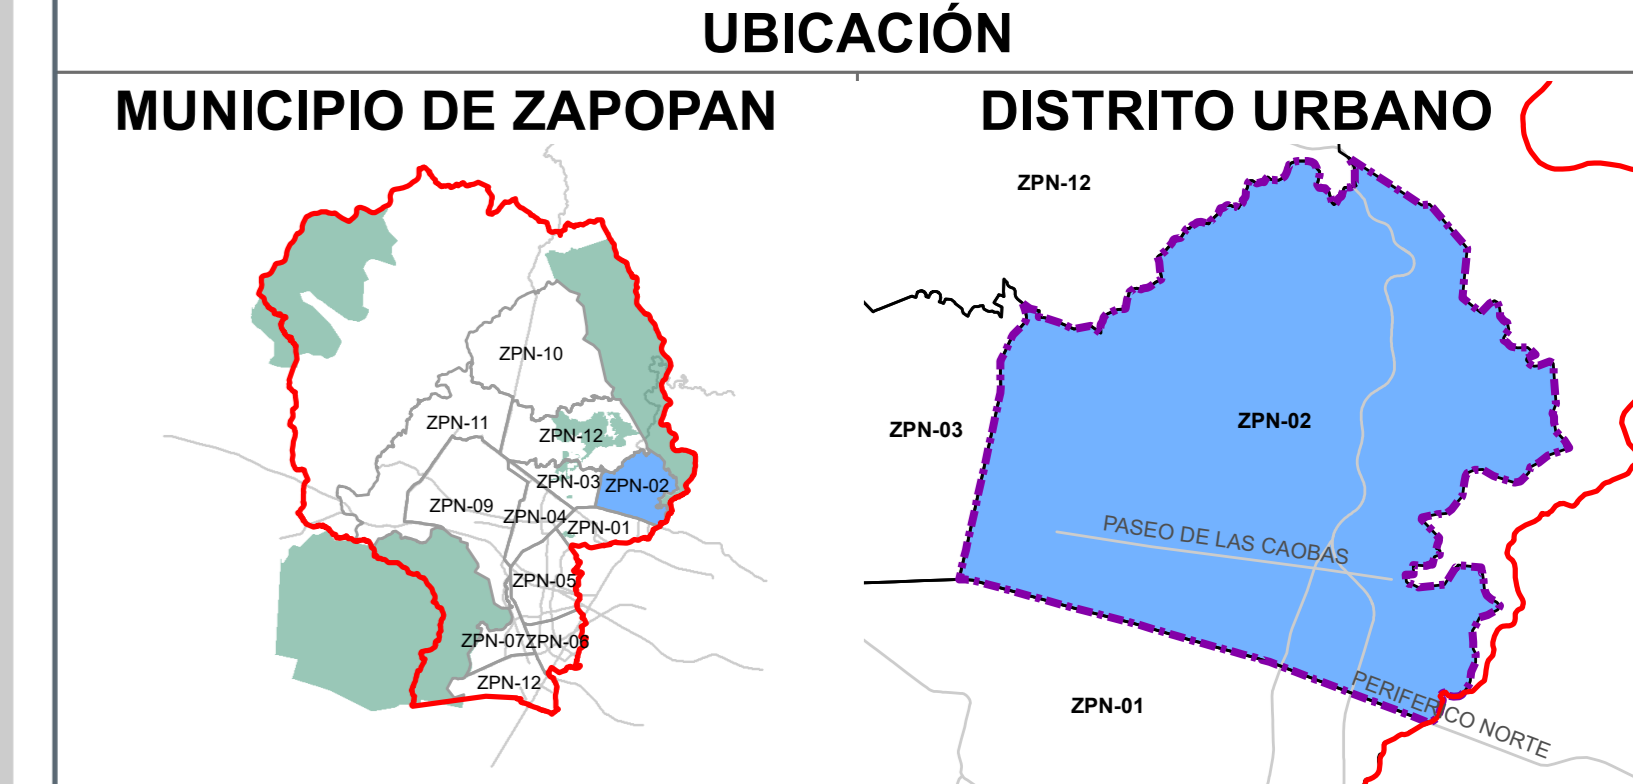 UBICACIÓN
MUNICIPIO DE ZAPOPAN
ZPN-10
ZPN-11
ZPN-12
ZPN-03
ZPN-02
ZPN-09
ZPN-04
ZPN-01
ZPN-05
ZPN-07
ZPN-06
ZPN-12
DISTRITO URBANO
ZPN-12
ZPN-03
ZPN-02
PASEO DE LAS CAOBAS
ZPN-01
PERIFERICO NORTE